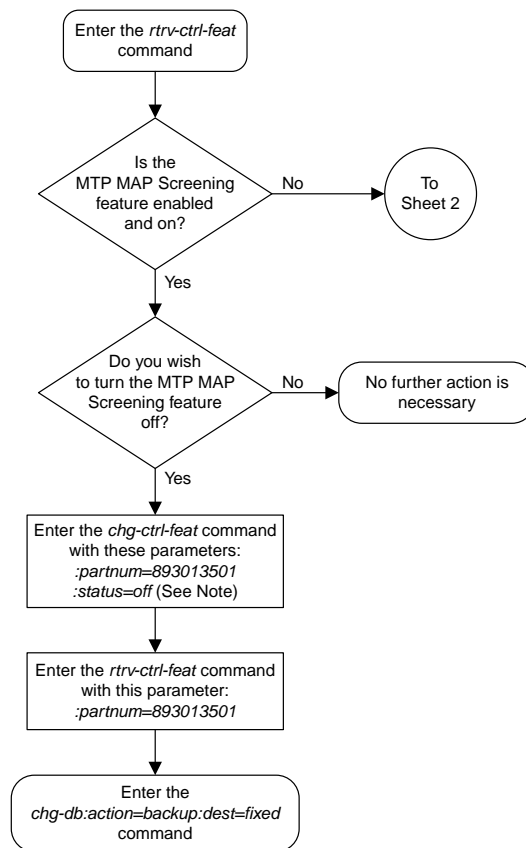 Enter the rtrv-ctrl-feat
command
Is the
MTP MAP Screening
feature enabled
and on?
No
To
Sheet 2
Yes
Do you wish
to turn the MTP MAP
Screening feature
off?
No
No further action is
necessary
Yes
Enter the chg-ctrl-feat command
with these parameters:
:partnum=893013501
:status=off (See Note)
Enter the rtrv-ctrl-feat command
with this parameter:
:partnum=893013501
Enter the
chg-db:action=backup:dest=fixed
command